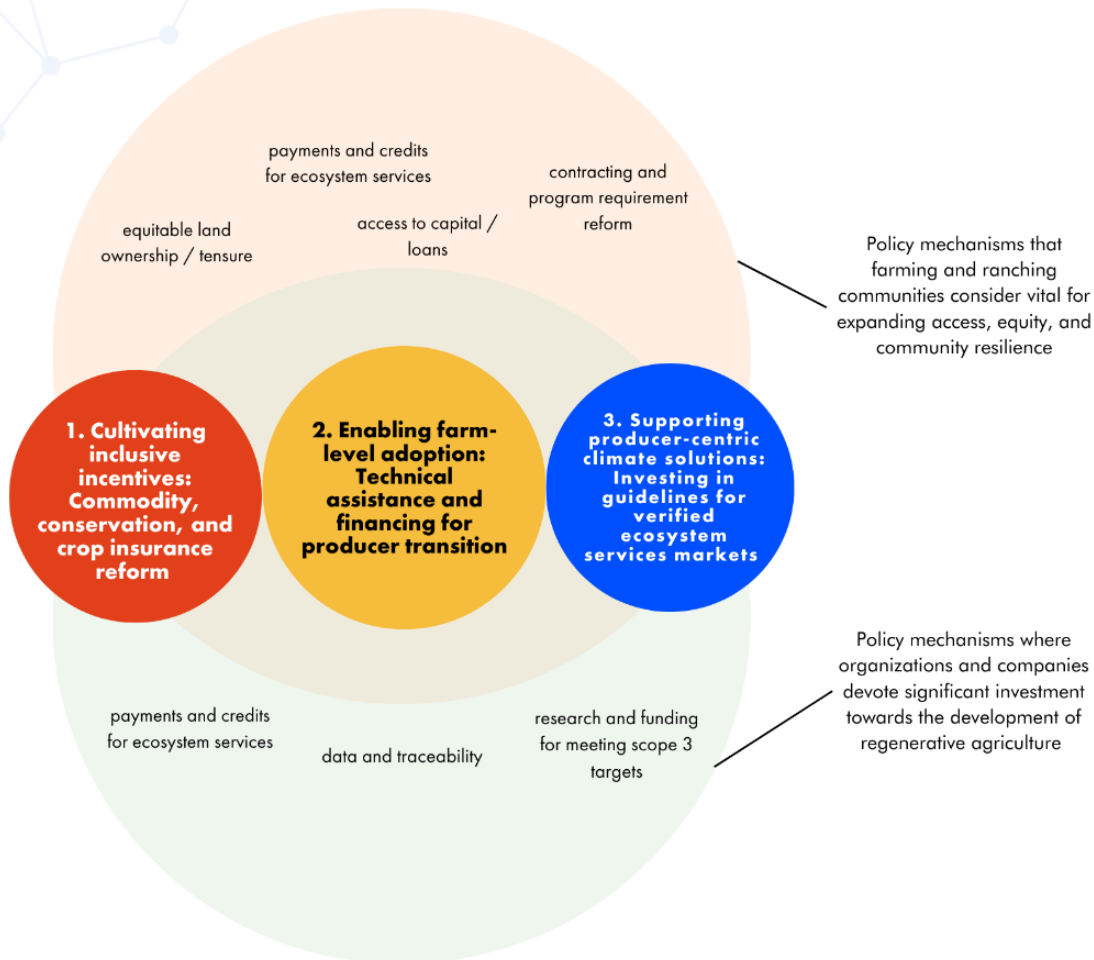 payments and credits
for ecosystem services
contracting and
program requirement
reform
equitable land
ownership / tensure
access to capital /
loans
Policy mechanisms that
farming and ranching
communities consider vital for
expanding access, equity, and
community resilience
1. Cultivating
inclusive
incentives:
Commodity,
conservation, and
crop insurance
reform
2. Enabling farm-
level adoption:
Technical
assistance and
financing for
producer transition
3. Supporting
producer-centric
climate solutions:
Investing in
guidelines for
verified
ecosystem
services markets
Policy mechanisms where
organizations and companies
devote significant investment
towards the development of
regenerative agriculture
payments and credits
for ecosystem services
data and traceability
research and funding
for meeting scope 3
targets